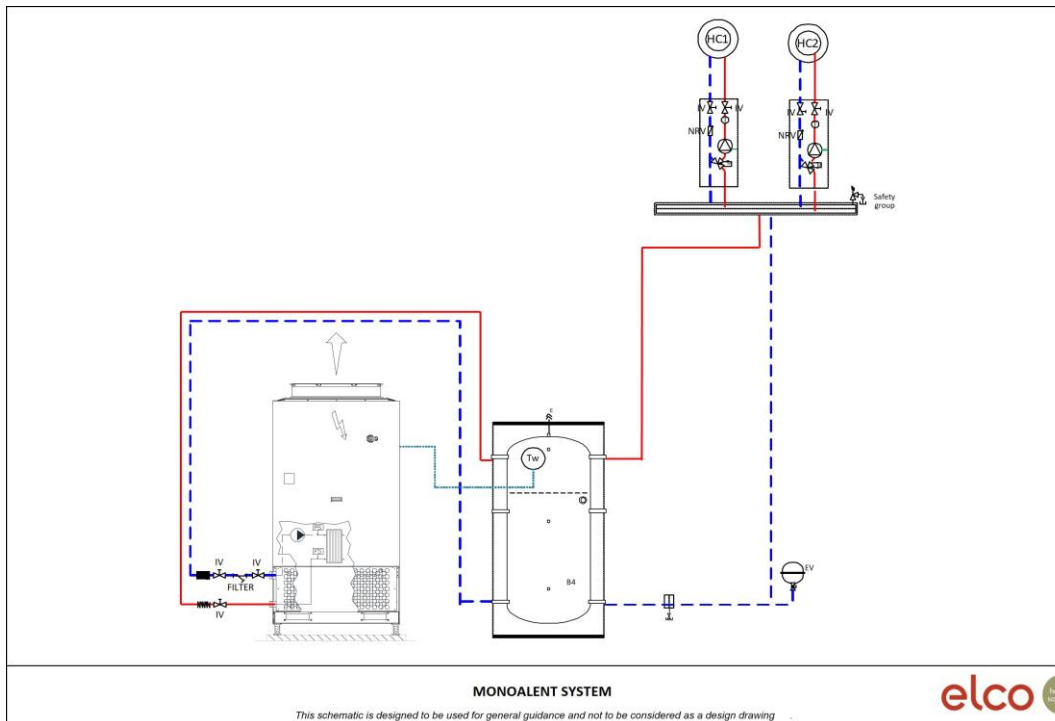 HC1
HC2
IV
IV
IV
IV
NRV
NRV
Safety
group
Tw
IV
IV
FILTER
IV
B4
EV
MONOALENT SYSTEM
This schematic is designed to be used for general guidance and not to be considered as a design drawing
elco